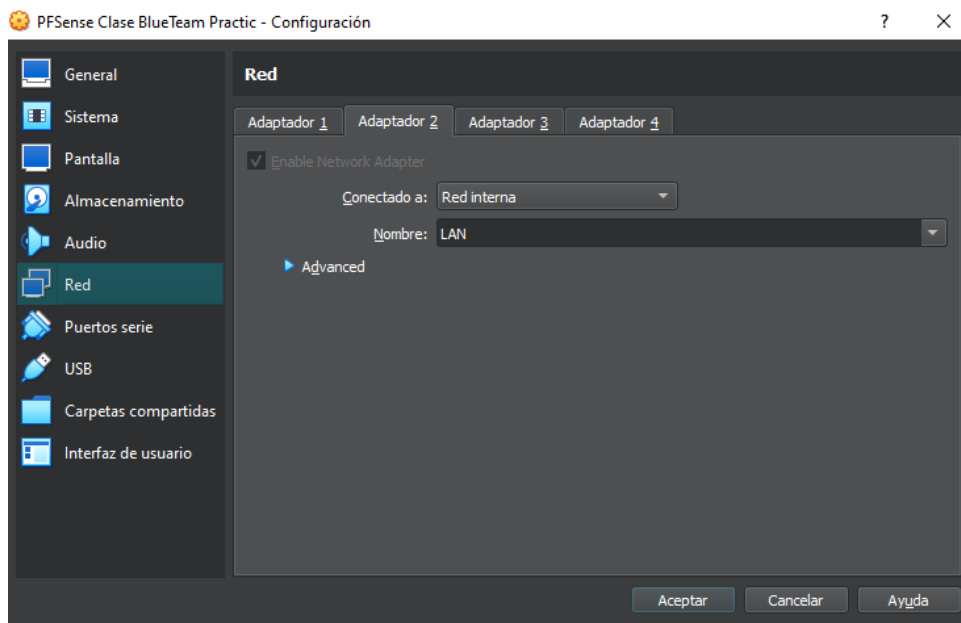 PFSense Clase BlueTeam Practic - Configuración ?
General
Sistema
Pantalla
Almacenamiento
Audio
Red
Puertos serie
USB
Carpetas compartidas
Interfaz de usuario
Red
Adaptador 1 Adaptador 2 Adaptador 3 Adaptador 4
Enable Network Adapter
Conectado a: Red interna
Nombre: LAN
Advanced
Aceptar Cancelar Ayuda